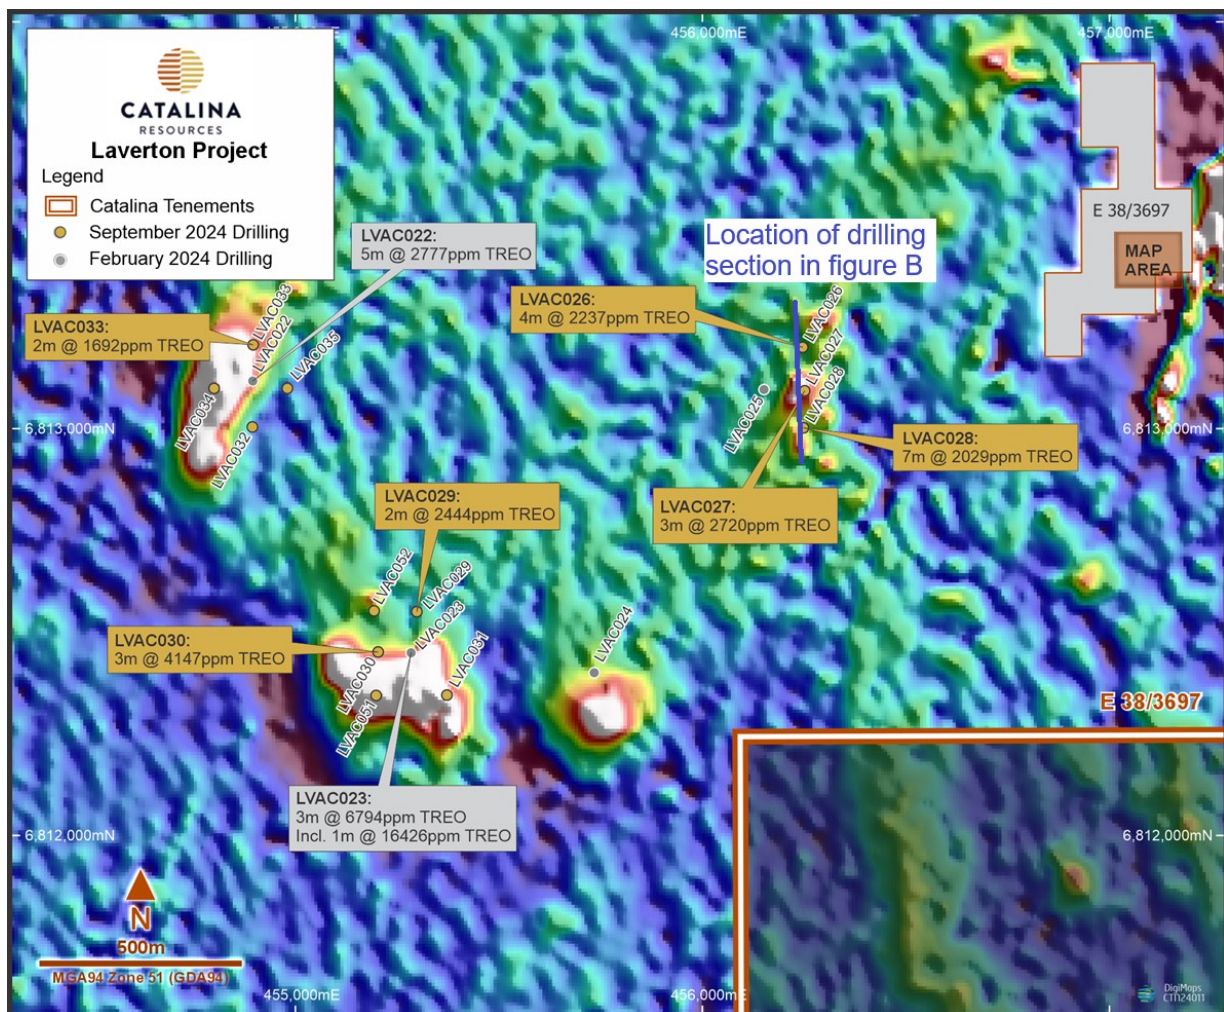 455,000mE
456,000mE
457,000mE
CATALINA
RESOURCES
Laverton Project
Legend
Catalina Tenements
September 2024 Drilling
February 2024 Drilling
LVAC022:
5m @ 2777ppm TREO
E 38/3697
MAP
AREA
Location of drilling
section in figure B
LVAC026:
4m @ 2237ppm TREO
LVAC033:
2m @ 1692ppm TREO
LVAC033
LVAC022
LVAC035
LVAC034
LVAC032
LVAC026
LVAC027
LVAC028
LVAC025
6,813,000mN
6,813,000mN
LVAC028:
7m @ 2029ppm TREO
LVAC029:
2m @ 2444ppm TREO
LVAC027:
3m @ 2720ppm TREO
LVAC052
LVAC029
LVAC023
LVAC024
LVAC030:
3m @ 4147ppm TREO
LVAC030
LVAC031
LVAC051
E 38/3697
LVAC023:
3m @ 6794ppm TREO
Incl. 1m @ 16426ppm TREO
6,812,000mN
6,812,000mN
N
500m
MGA94 Zone 51 (GDA94)
455,000mE
456,000mE
DigiMaps
CTN24011